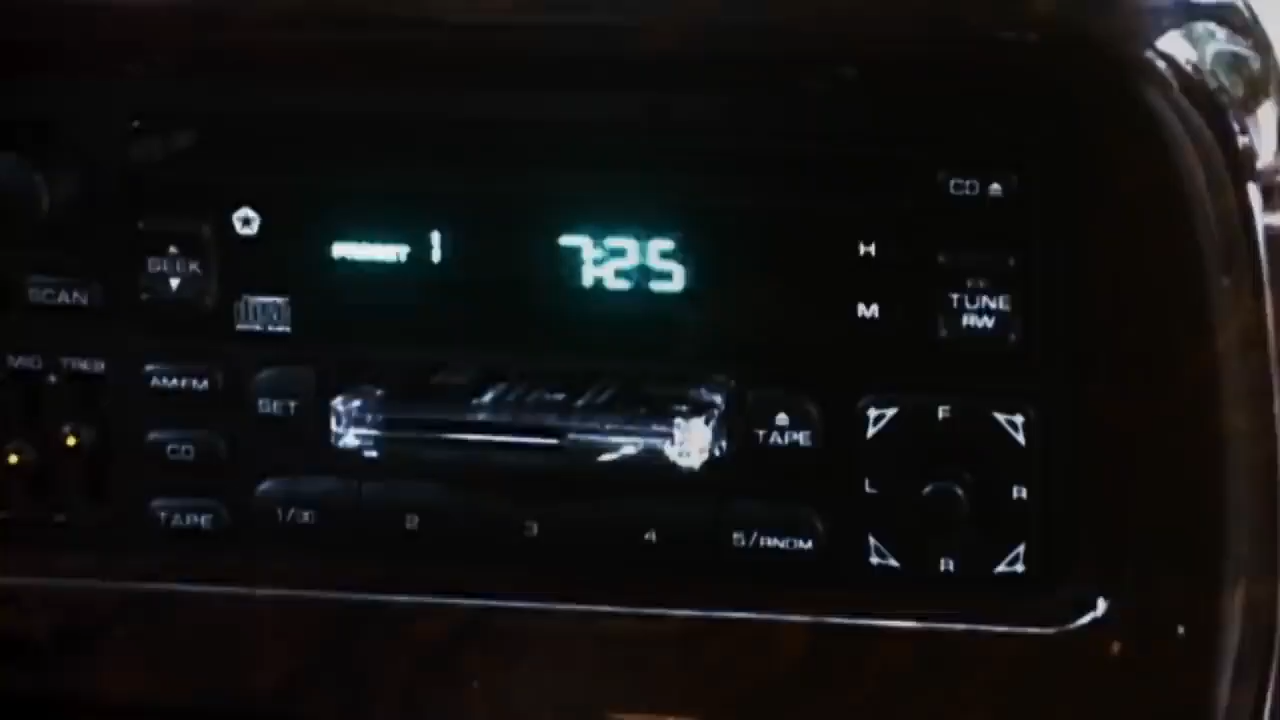 CD
PRESET 1 7:25
SEEK
H
SCAN
TUNE
M
RW
MID TREB
AM/FM
SET
F
TAPE
CD
L R
TAPE
1/
2
3
4
5/RNDM
R